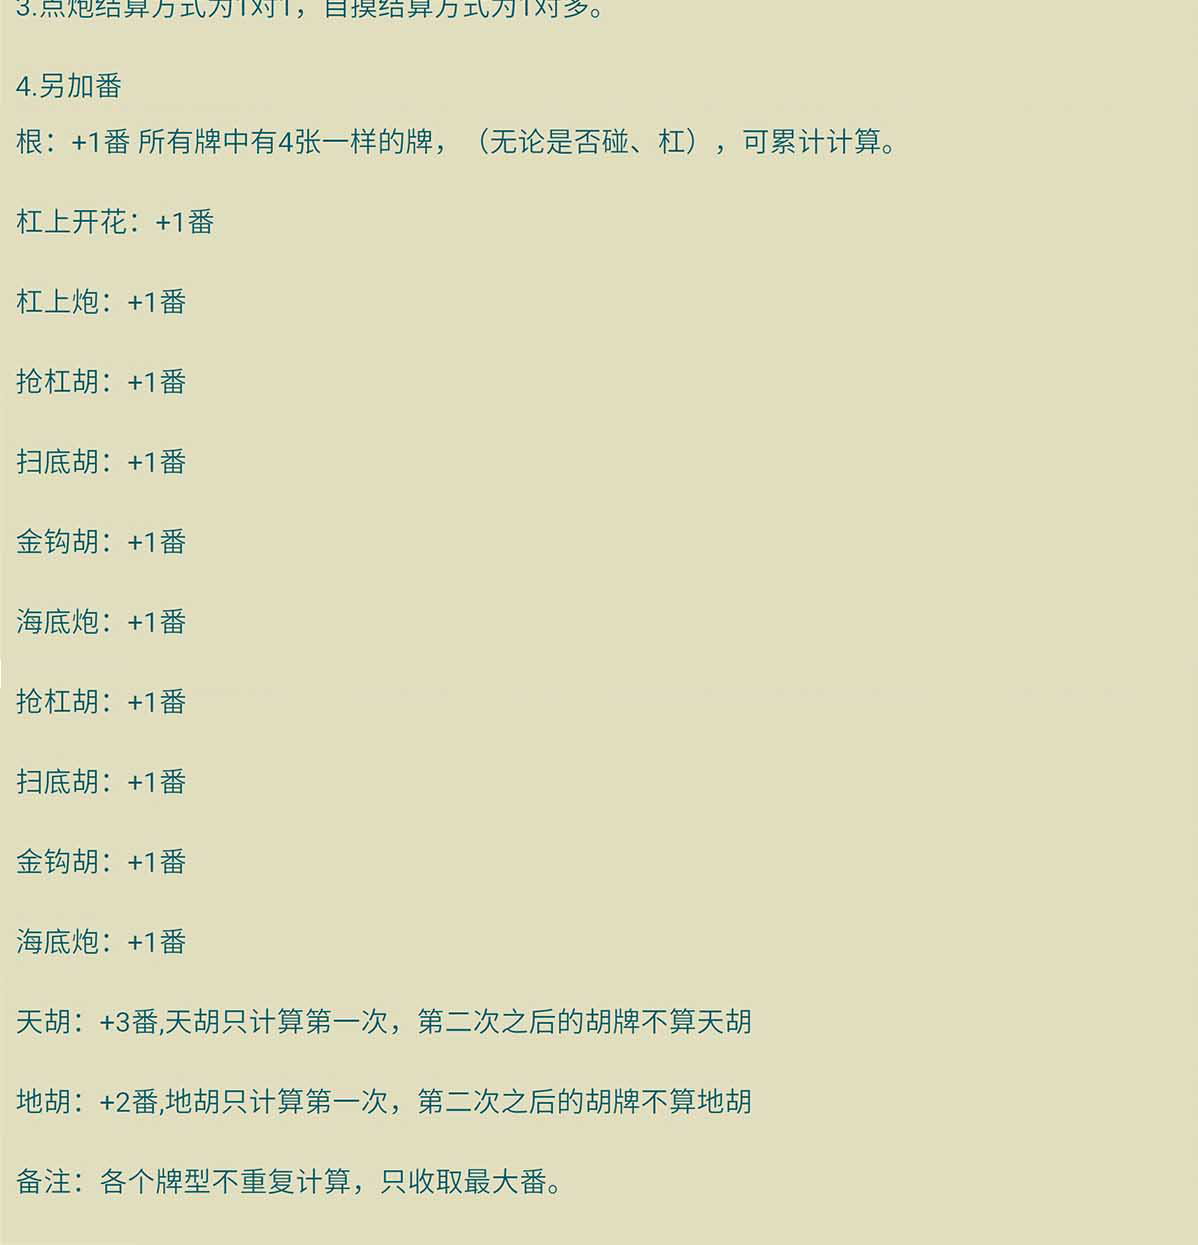 3.点炮结算方式为1对1，自摸结算方式为1对多。
4.另加番
根：+1番 所有牌中有4张一样的牌，（无论是否碰、杠），可累计计算。
杠上开花：+1番
杠上炮：+1番
抢杠胡：+1番
扫底胡：+1番
金钩胡：+1番
海底炮：+1番
抢杠胡：+1番
扫底胡：+1番
金钩胡：+1番
海底炮：+1番
天胡：+3番,天胡只计算第一次，第二次之后的胡牌不算天胡
地胡：+2番,地胡只计算第一次，第二次之后的胡牌不算地胡
备注：各个牌型不重复计算，只收取最大番。